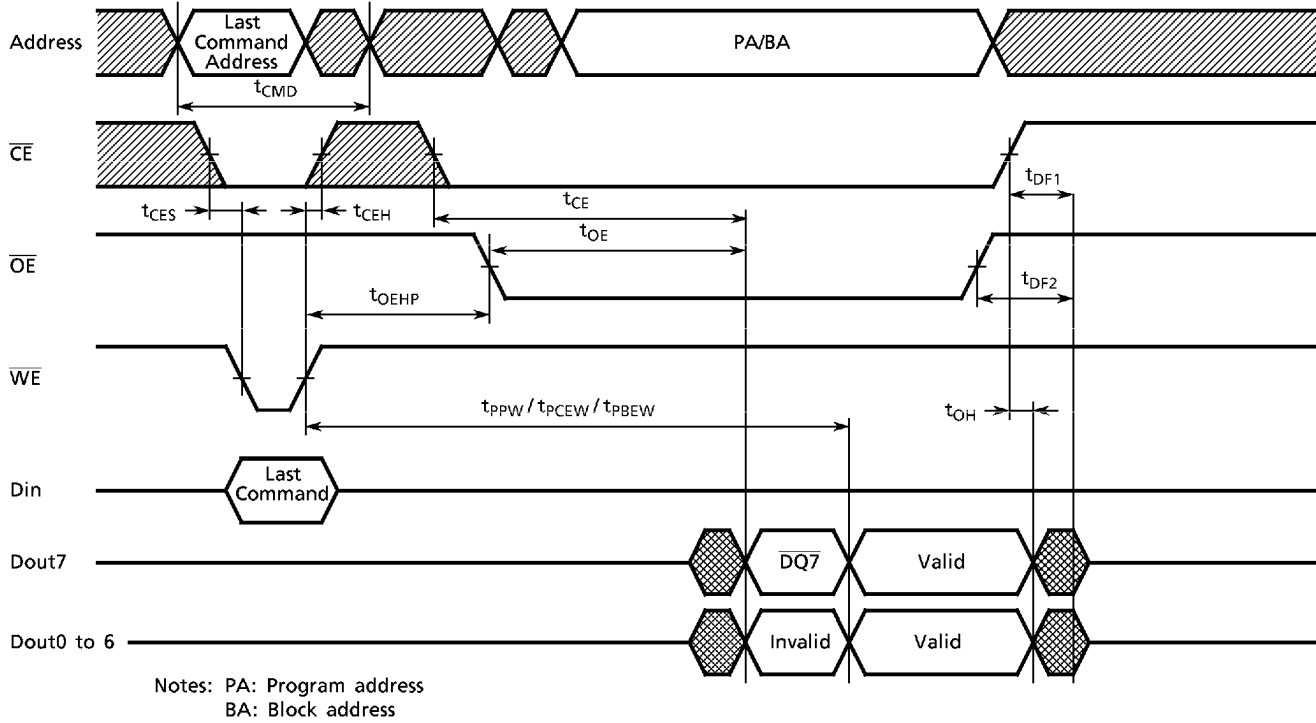 Address
Last
Command
Address
PA/BA
tCMD
CE
tCES
tCEH
tCE
tDF1
OE
tOE
tOEHP
tDF2
WE
tPPW / tPCEW / tPBEW
tOH
Din
Last
Command
Dout7
DQ7
Valid
Dout0 to 6
Invalid
Valid
Notes: PA: Program address
BA: Block address